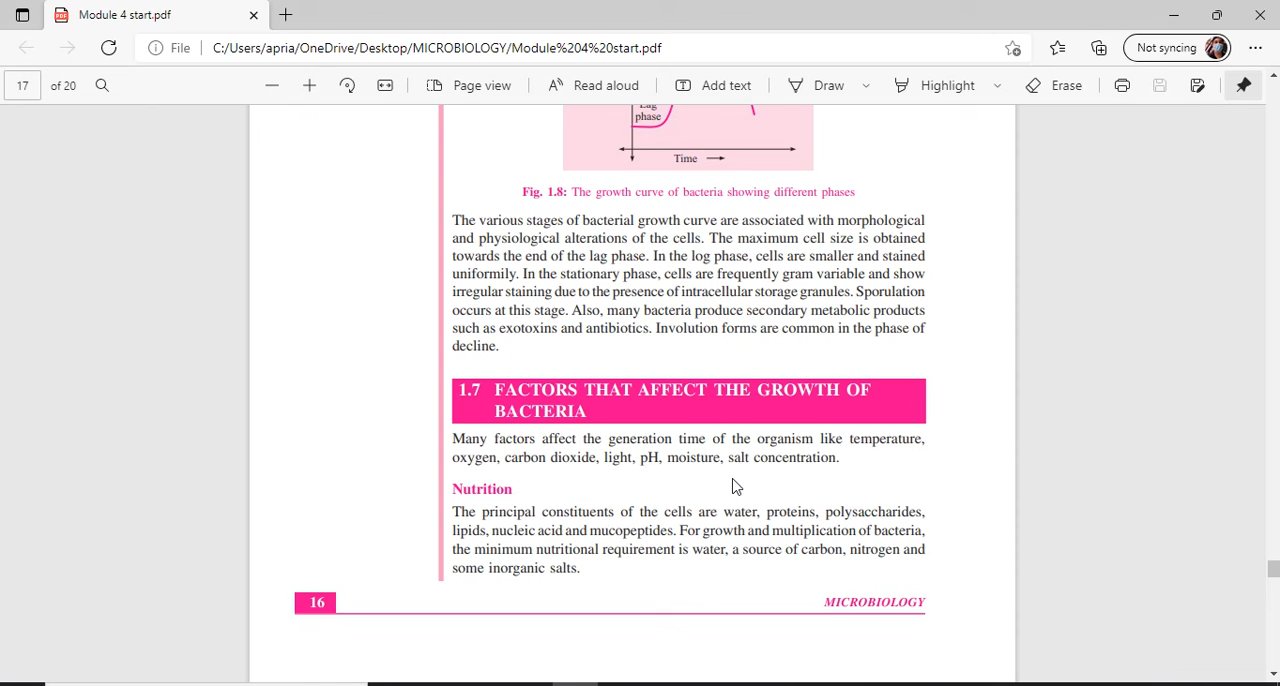 Module 4 start.pdf
File
C:/Users/apria/OneDrive/Desktop/MICROBIOLOGY/Module%204%20start.pdf
Not syncing
17 of 20
Page view
Read aloud
Add text
Draw
Highlight
Erase
Lag
phase
Time
Fig. 1.8: The growth curve of bacteria showing different phases
The various stages of bacterial growth curve are associated with morphological
and physiological alterations of the cells. The maximum cell size is obtained
towards the end of the lag phase. In the log phase, cells are smaller and stained
uniformily. In the stationary phase, cells are frequently gram variable and show
irregular staining due to the presence of intracellular storage granules. Sporulation
occurs at this stage. Also, many bacteria produce secondary metabolic products
such as exotoxins and antibiotics. Involution forms are common in the phase of
decline.
1.7 FACTORS THAT AFFECT THE GROWTH OF
BACTERIA
Many factors affect the generation time of the organism like temperature,
oxygen, carbon dioxide, light, pH, moisture, salt concentration.
Nutrition
The principal constituents of the cells are water, proteins, polysaccharides,
lipids, nucleic acid and mucopeptides. For growth and multiplication of bacteria,
the minimum nutritional requirement is water, a source of carbon, nitrogen and
some inorganic salts.
16
MICROBIOLOGY